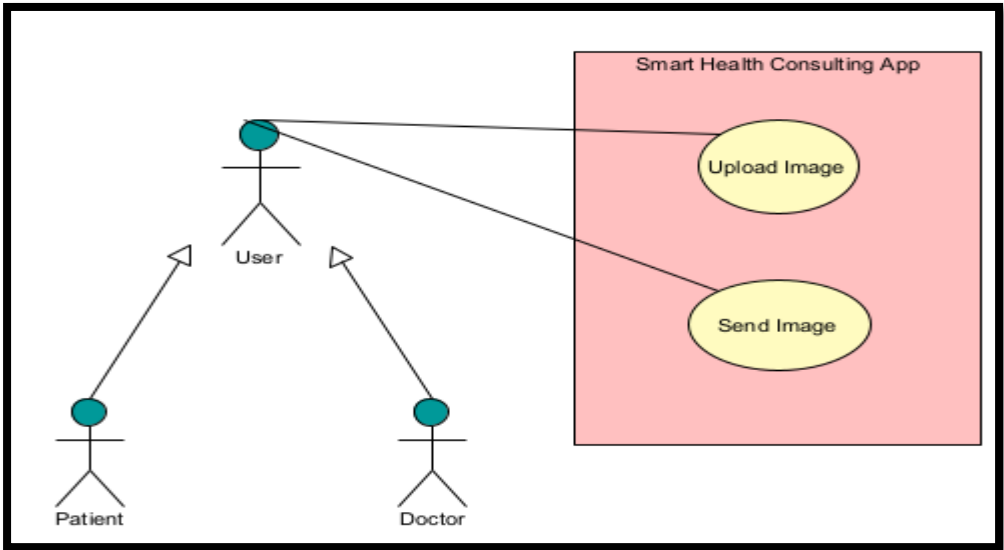 Smart Health Consulting App
Upload Image
User
Send Image
Patient
Doctor